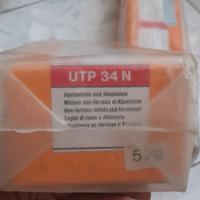 UTP 34 N
Buntmetalle und Aluminium
Métaux non-ferreux et Aluminium
Non-ferrous metals and Aluminium
Leghe di rame e Alluminio
5 kg